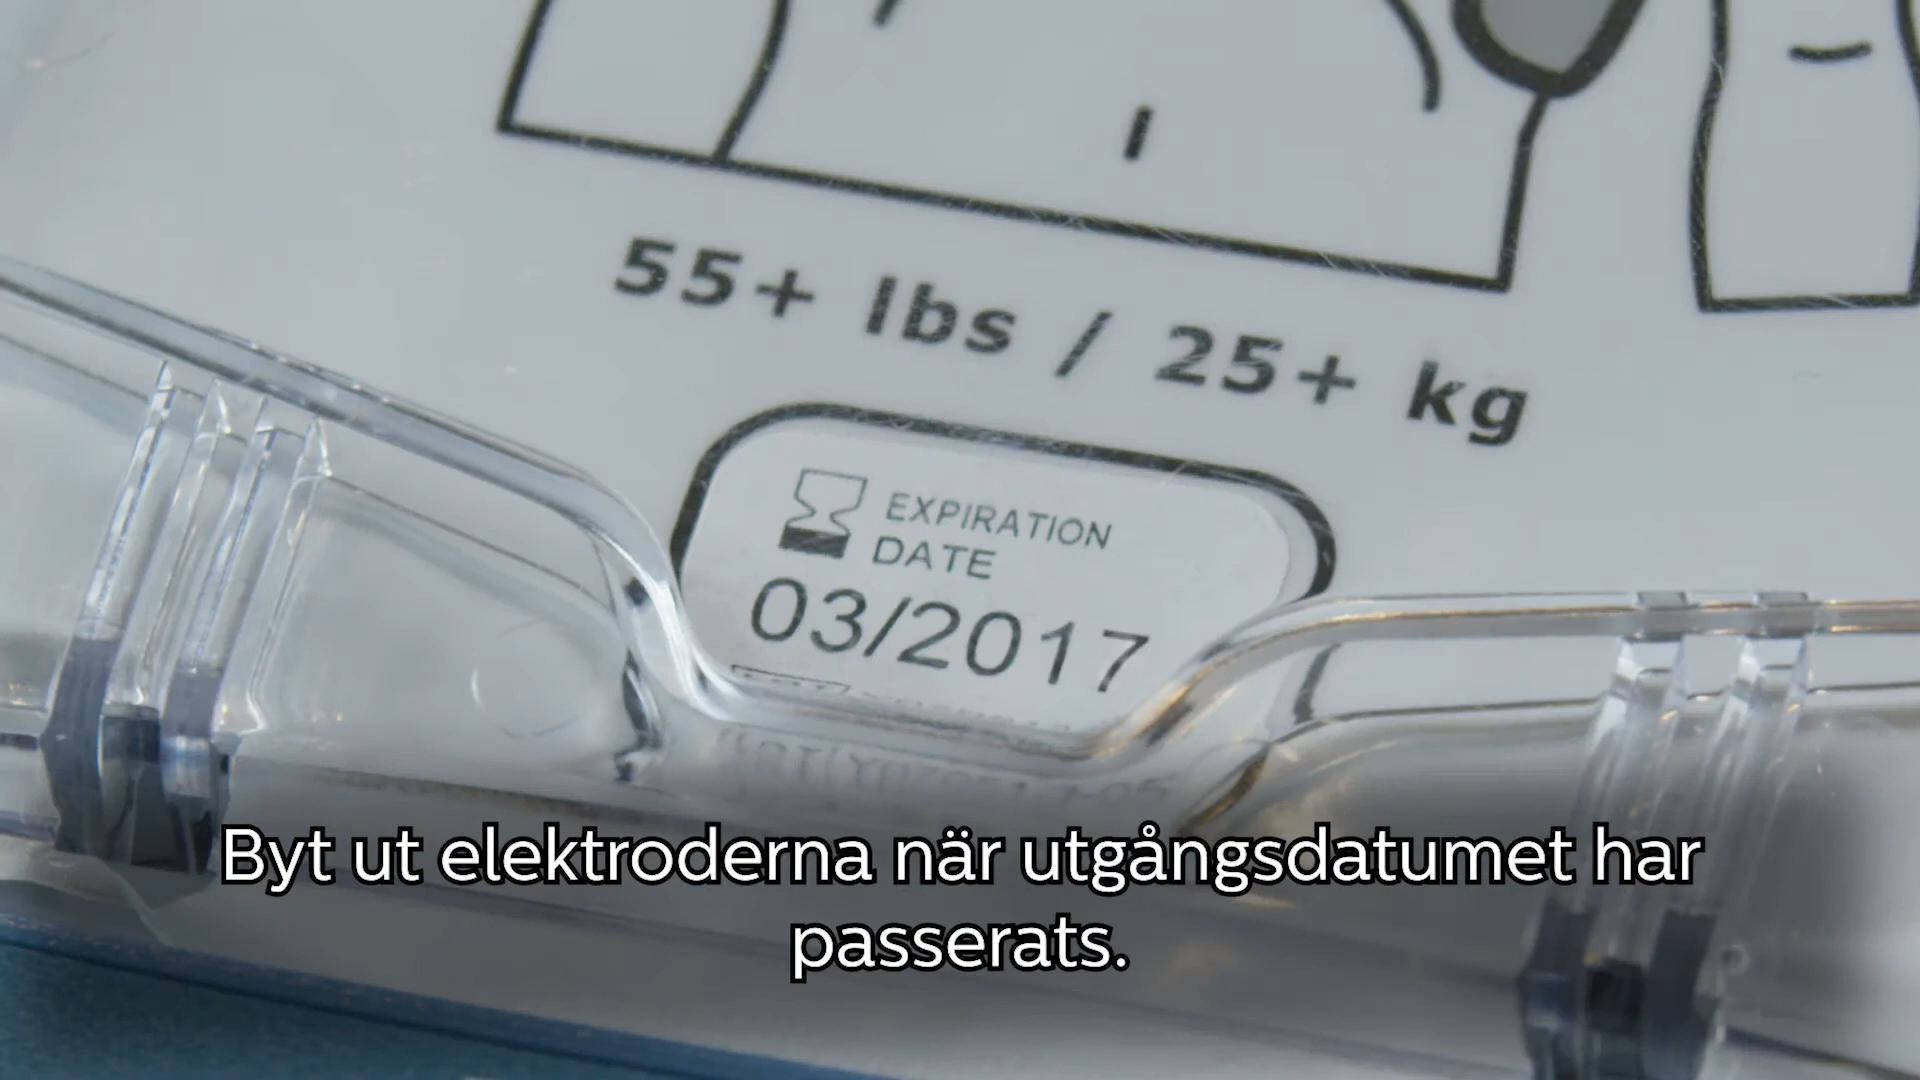 55+ lbs / 25+ kg
EXPIRATION
DATE
03/2017
Byt ut elektroderna när utgångsdatumet har
passerats.